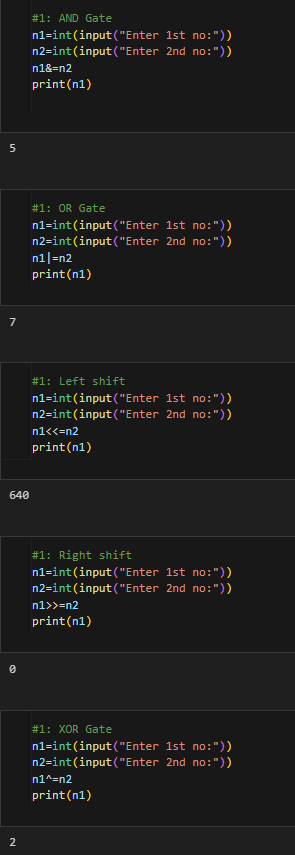 #1: AND Gate
n1=int(input("Enter 1st no:"))
n2=int(input("Enter 2nd no:"))
n1&=n2
print(n1)
5
#1: OR Gate
n1=int(input("Enter 1st no:"))
n2=int(input("Enter 2nd no:"))
n1|=n2
print(n1)
7
#1: Left shift
n1=int(input("Enter 1st no:"))
n2=int(input("Enter 2nd no:"))
n1<<=n2
print(n1)
640
#1: Right shift
n1=int(input("Enter 1st no:"))
n2=int(input("Enter 2nd no:"))
n1>>=n2
print(n1)
0
#1: XOR Gate
n1=int(input("Enter 1st no:"))
n2=int(input("Enter 2nd no:"))
n1^=n2
print(n1)
2